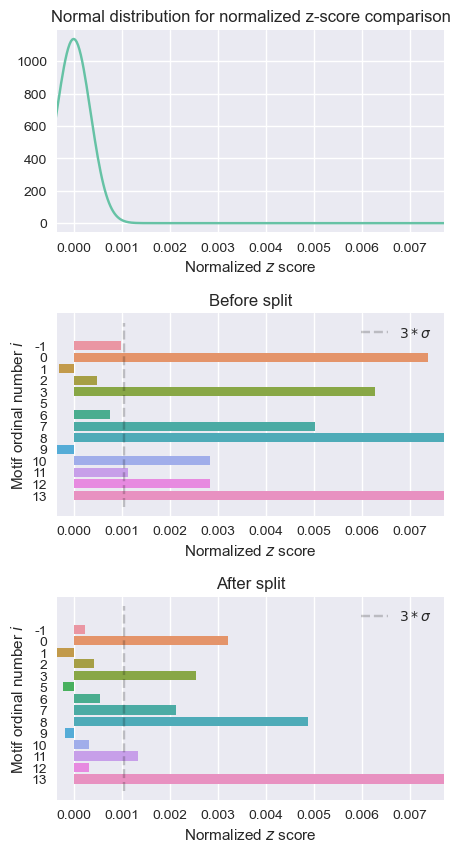 Normal distribution for normalized z-score comparison
1000
800
600
400
200
0
0.000 0.001 0.002 0.003 0.004 0.005 0.006 0.007
Normalized z score
Before split
3 * σ
Motif ordinal number i
-1
0
1
2
3
5
6
7
8
9
10
11
12
13
0.000 0.001 0.002 0.003 0.004 0.005 0.006 0.007
Normalized z score
After split
3 * σ
Motif ordinal number i
-1
0
1
2
3
5
6
7
8
9
10
11
12
13
0.000 0.001 0.002 0.003 0.004 0.005 0.006 0.007
Normalized z score